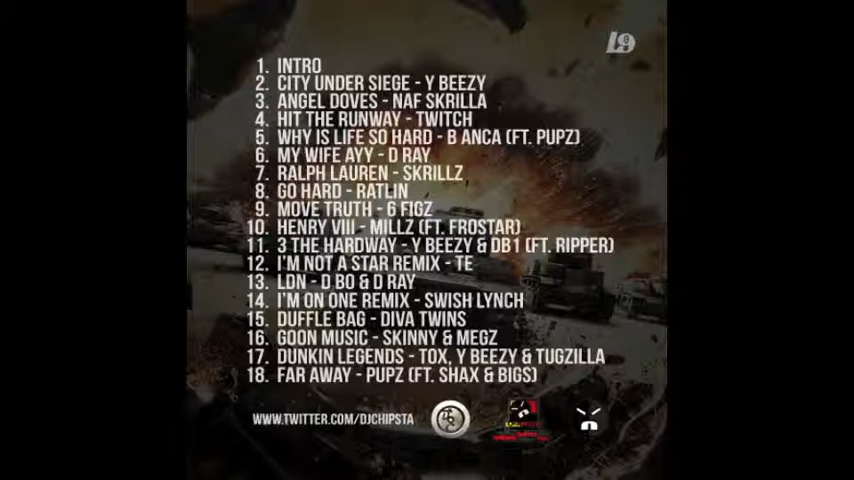 L9
1. INTRO
2. CITY UNDER SIEGE - Y BEEZY
3. ANGEL DOVES - NAF SKRILLA
4. HIT THE RUNWAY - TWITCH
5. WHY IS LIFE SO HARD - B ANCA (FT. PUPZ)
6. MY WIFE AYY - D RAY
7. RALPH LAUREN - SKRILLZ
8. GO HARD - RATLIN
9. MOVE TRUTH - 6 FIGZ
10. HENRY VIII - MILLZ (FT. FROSTAR)
11. 3 THE HARDWAY - Y BEEZY & DB1 (FT. RIPPER)
12. I'M NOT A STAR REMIX - TE
13. LDN - D BO & D RAY
14. I'M ON ONE REMIX - SWISH LYNCH
15. DUFFLE BAG - DIVA TWINS
16. GOON MUSIC - SKINNY & MEGZ
17. DUNKIN LEGENDS - TOX, Y BEEZY & TUGZILLA
18. FAR AWAY - PUPZ (FT. SHAX & BIGS)
WWW.TWITTER.COM/DJCHIPSTA